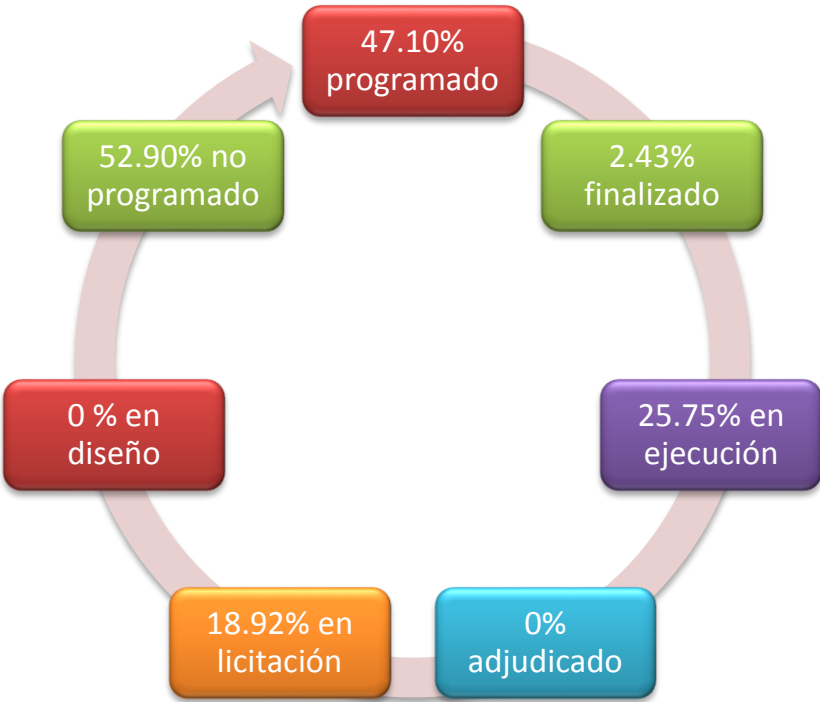 47.10%
programado
2.43%
finalizado
25.75% en
ejecución
0%
adjudicado
18.92% en
licitación
0 % en
diseño
52.90% no
programado